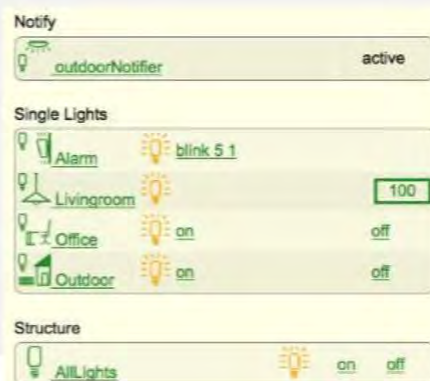 Notify
outdoorNotifier active
Single Lights
Alarm blink 5 1
Livingroom 100
Office on off
Outdoor on off
Structure
AllLights on off